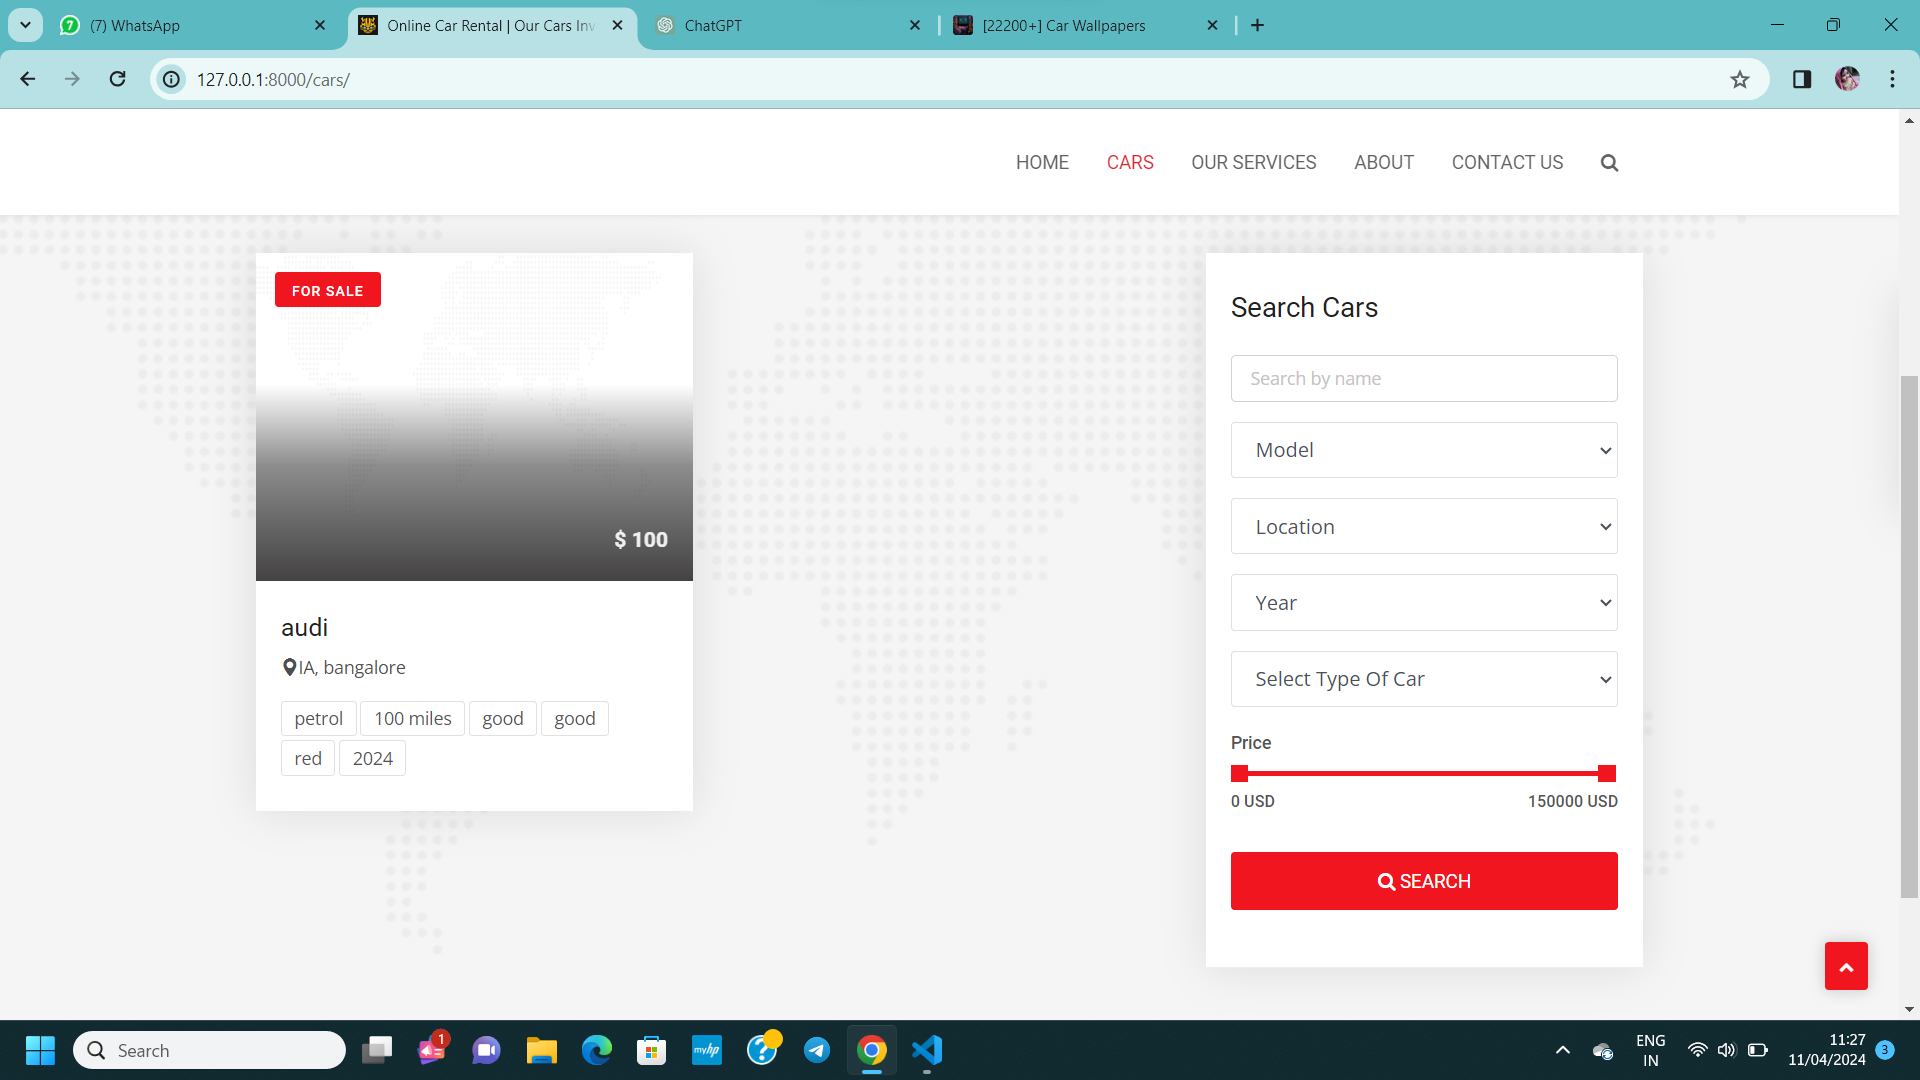 (7) WhatsApp
Online Car Rental | Our Cars Inv
ChatGPT
[22200+] Car Wallpapers
127.0.0.1:8000/cars/
HOME CARS OUR SERVICES ABOUT CONTACT US
FOR SALE
$ 100
audi
IA, bangalore
petrol 100 miles good good
red 2024
Search Cars
Search by name
Model
Location
Year
Select Type Of Car
Price
0 USD 150000 USD
SEARCH
Search
1
myhp
ENG
IN
11:27
11/04/2024
3